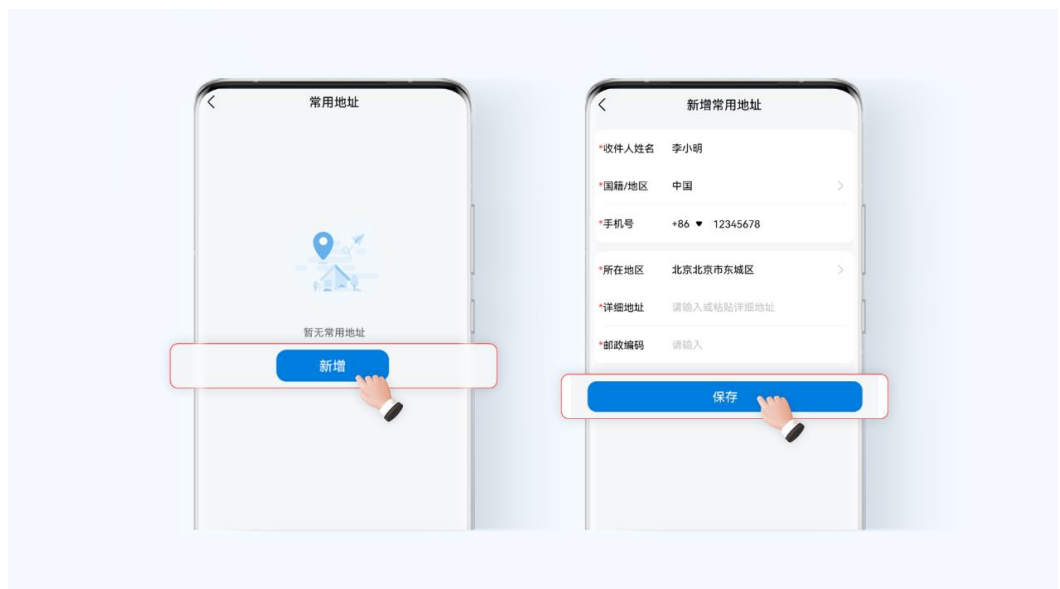 常用地址
暂无常用地址
新增
新增常用地址
*收件人姓名 李小明
*国籍/地区 中国
*手机号 +86 12345678
*所在地区 北京北京市东城区
*详细地址 请输入或粘贴详细地址
*邮政编码 请输入
保存